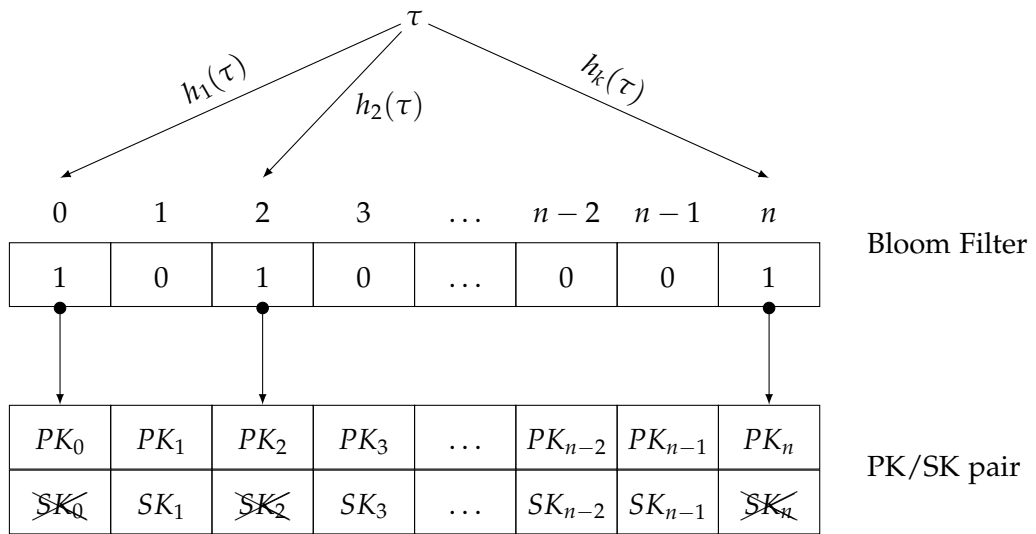 τ
h₁(τ)
h₂(τ)
hₖ(τ)
0 1 2 3 ... n − 2 n − 1 n
Bloom Filter
1 0 1 0 ... 0 0 1
PK₀ PK₁ PK₂ PK₃ ... PKₙ₋₂ PKₙ₋₁ PKₙ
PK/SK pair
SK₀ SK₁ SK₂ SK₃ ... SKₙ₋₂ SKₙ₋₁ SKₙ